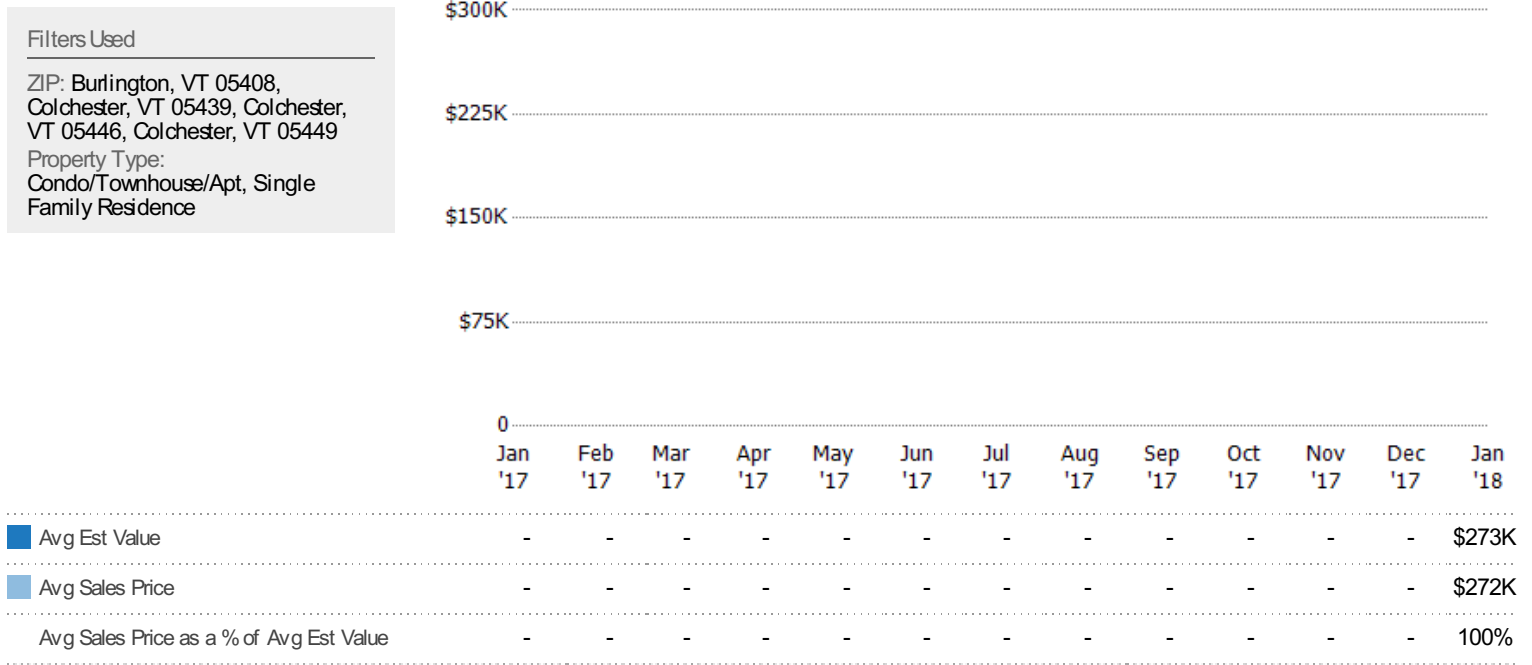 Filters Used
ZIP: Burlington, VT 05408,
Colchester, VT 05439, Colchester,
VT 05446, Colchester, VT 05449
Property Type:
Condo/Townhouse/Apt, Single
Family Residence
$300K
$225K
$150K
$75K
0
Jan Feb Mar Apr May Jun Jul Aug Sep Oct Nov Dec Jan
'17 '17 '17 '17 '17 '17 '17 '17 '17 '17 '17 '17 '18
Avg Est Value - - - - - - - - - - - - $273K
Avg Sales Price - - - - - - - - - - - - $272K
Avg Sales Price as a % of Avg Est Value - - - - - - - - - - - - 100%